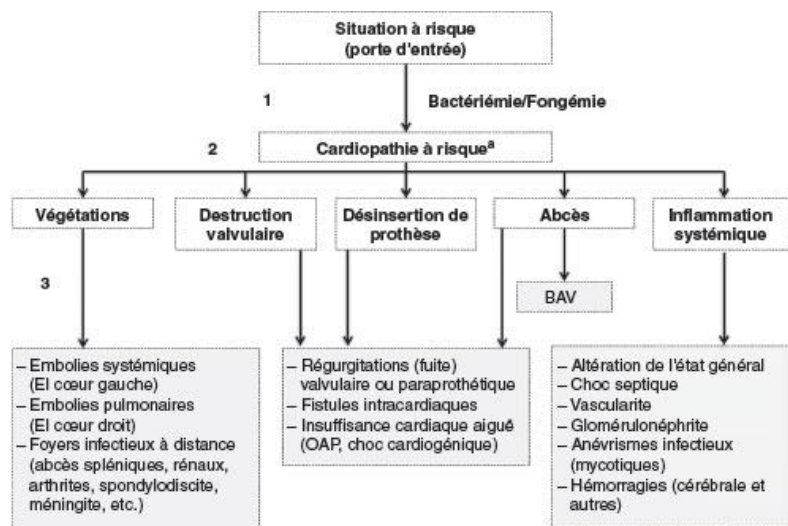 Situation à risque
(porte d'entrée)
1
Bactériémie/Fongémie
2
Cardiopathie à risqueª
Végétations
Destruction
valvulaire
Désinsertion de
prothèse
Abcès
Inflammation
systémique
3
BAV
– Embolies systémiques
(EI cœur gauche)
– Embolies pulmonaires
(EI cœur droit)
– Foyers infectieux à distance
(abcès spléniques, rénaux,
arthrites, spondylodiscite,
méningite, etc.)
– Régurgitations (fuite)
valvulaire ou paraprothétique
– Fistules intracardiaques
– Insuffisance cardiaque aiguë
(OAP, choc cardiogénique)
– Altération de l'état général
– Choc septique
– Vascularite
– Glomérulonéphrite
– Anévrismes infectieux
(mycotiques)
– Hémorragies (cérébrale et
autres)